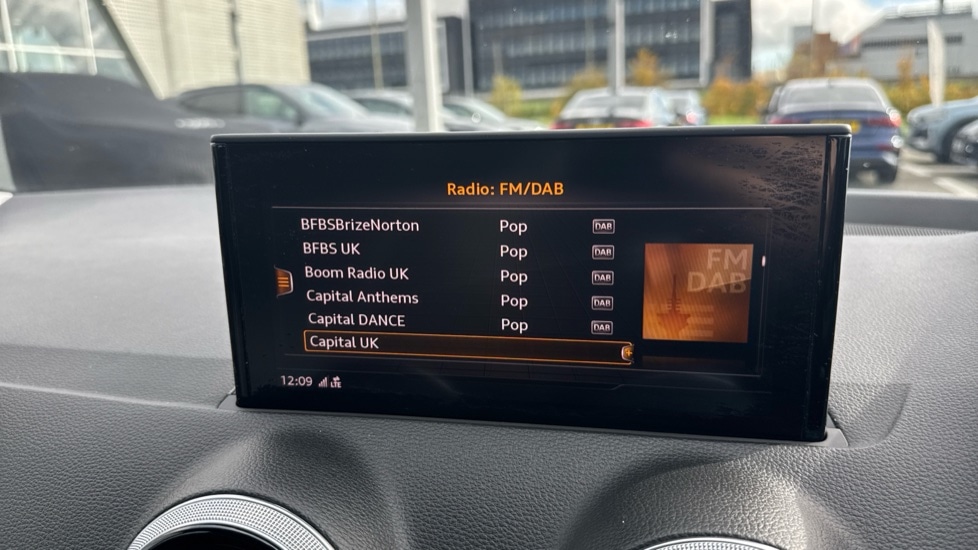 Radio: FM/DAB
BFBSBrizeNorton Pop DAB
BFBS UK Pop DAB
Boom Radio UK Pop DAB
Capital Anthems Pop DAB
Capital DANCE Pop DAB
Capital UK
FM
DAB
12:09 LTE